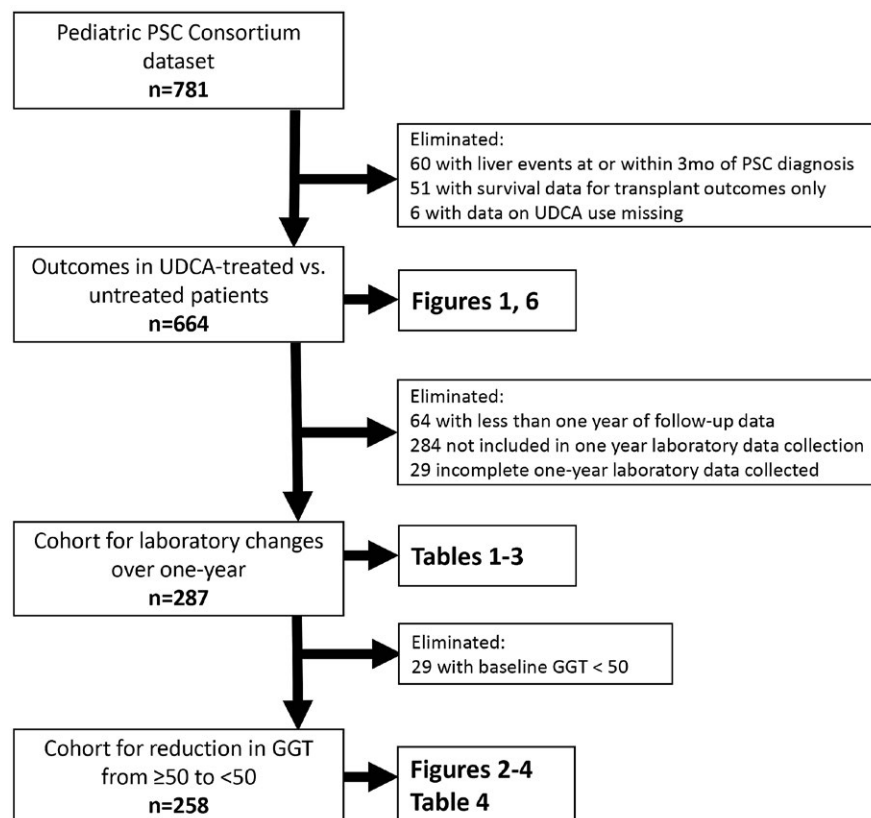 Pediatric PSC Consortium
dataset
n=781
Eliminated:
60 with liver events at or within 3mo of PSC diagnosis
51 with survival data for transplant outcomes only
6 with data on UDCA use missing
Outcomes in UDCA-treated vs.
untreated patients
n=664
Figures 1, 6
Eliminated:
64 with less than one year of follow-up data
284 not included in one year laboratory data collection
29 incomplete one-year laboratory data collected
Cohort for laboratory changes
over one-year
n=287
Tables 1-3
Eliminated:
29 with baseline GGT < 50
Cohort for reduction in GGT
from ≥50 to <50
n=258
Figures 2-4
Table 4